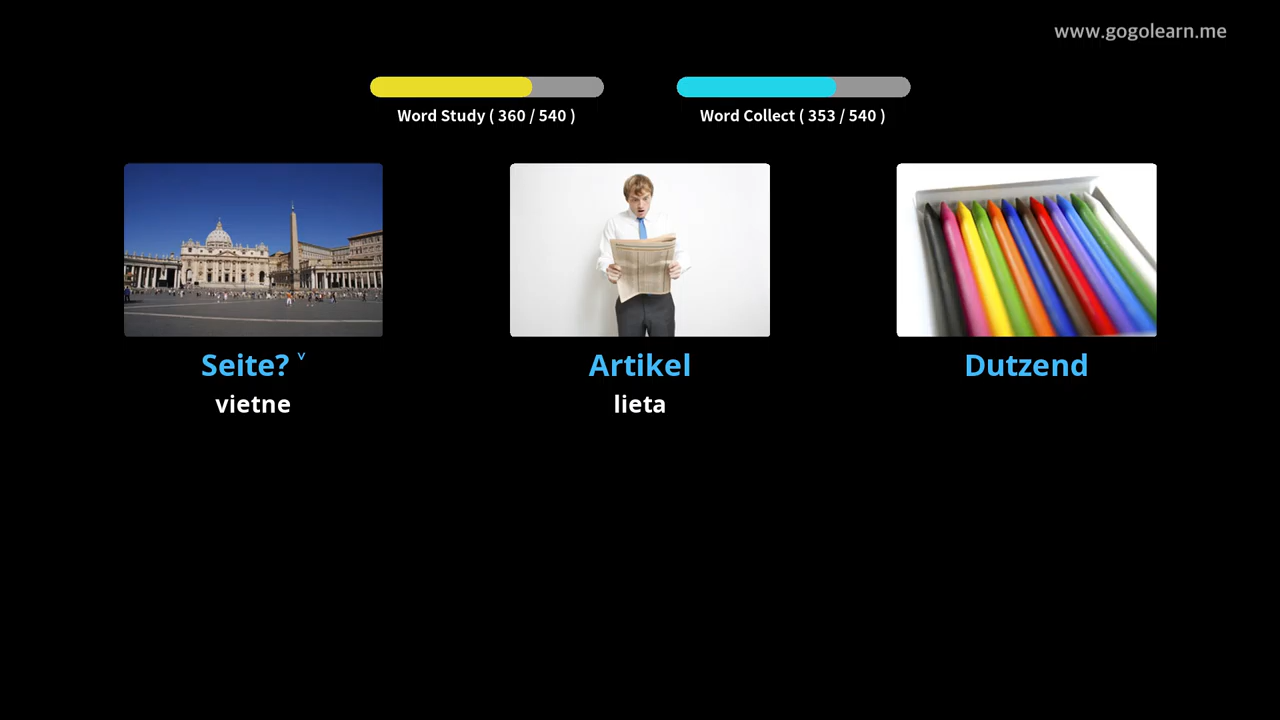 www.gogolearn.me
Word Study ( 360 / 540 )
Word Collect ( 353 / 540 )
Seite? ˅
Artikel
Dutzend
vietne
lieta